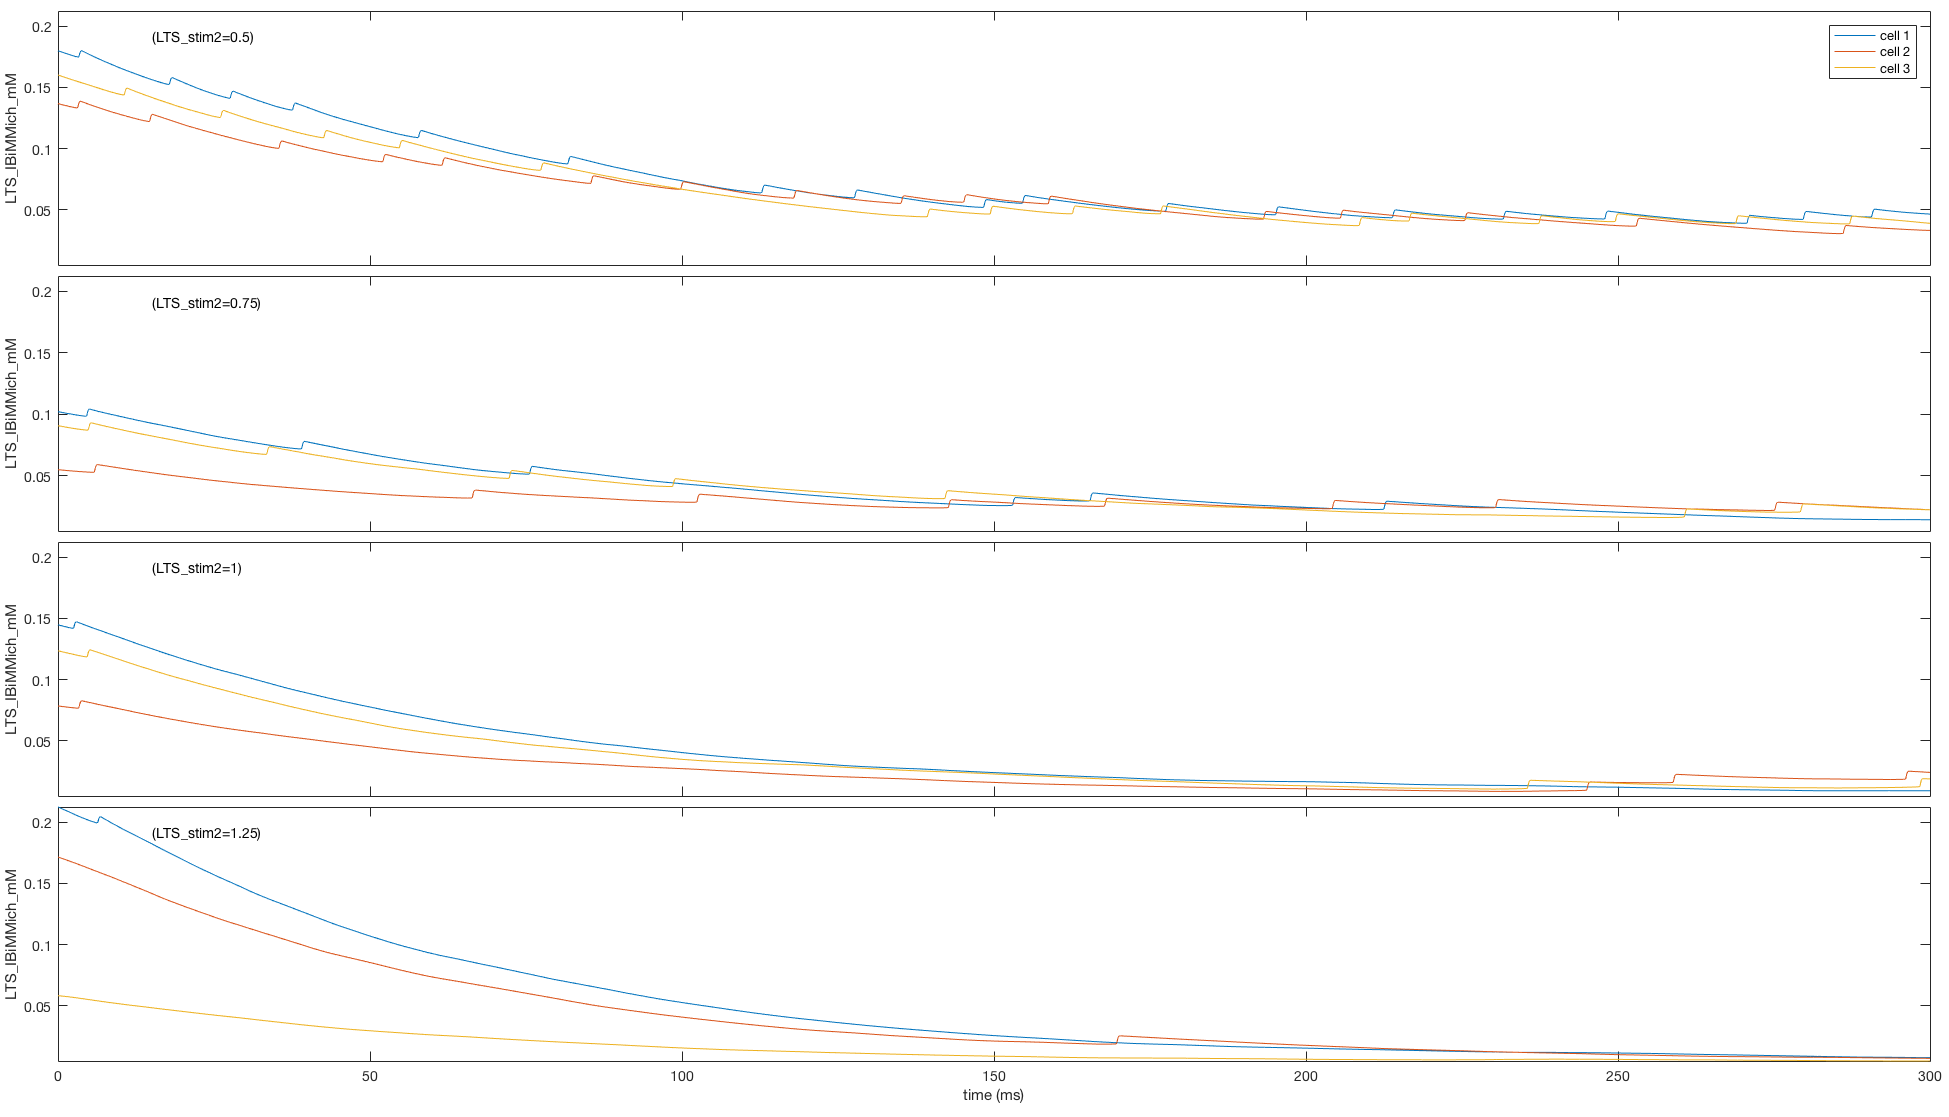 (LTS_stim2=0.5)
cell 1
cell 2
cell 3
0.2
0.15
0.1
0.05
LTS_IBiMMich_mM
(LTS_stim2=0.75)
0.2
0.15
0.1
0.05
LTS_IBiMMich_mM
(LTS_stim2=1)
0.2
0.15
0.1
0.05
LTS_IBiMMich_mM
(LTS_stim2=1.25)
0.2
0.15
0.1
0.05
LTS_IBiMMich_mM
0 50 100 150 200 250 300
time (ms)